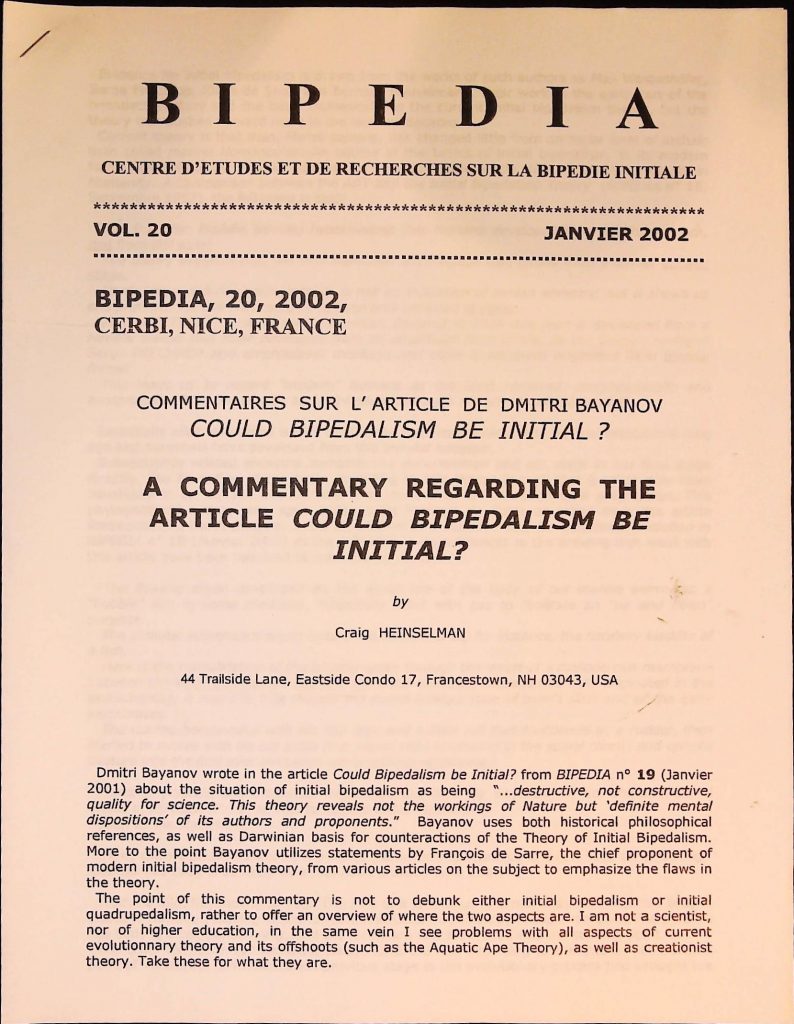 BIPEDIA
CENTRE D'ETUDES ET DE RECHERCHES SUR LA BIPEDIE INITIALE
************************************************************************
VOL. 20 JANVIER 2002
BIPEDIA, 20, 2002,
CERBI, NICE, FRANCE
COMMENTAIRES SUR L'ARTICLE DE DMITRI BAYANOV
COULD BIPEDALISM BE INITIAL ?
A COMMENTARY REGARDING THE
ARTICLE COULD BIPEDALISM BE
INITIAL?
by
Craig HEINSELMAN
44 Trailside Lane, Eastside Condo 17, Francestown, NH 03043, USA
Dmitri Bayanov wrote in the article Could Bipedalism be Initial? from BIPEDIA n° 19 (Janvier
2001) about the situation of initial bipedalism as being "...destructive, not constructive,
quality for science. This theory reveals not the workings of Nature but 'definite mental
dispositions' of its authors and proponents." Bayanov uses both historical philosophical
references, as well as Darwinian basis for counteractions of the Theory of Initial Bipedalism.
More to the point Bayanov utilizes statements by François de Sarre, the chief proponent of
modern initial bipedalism theory, from various articles on the subject to emphasize the flaws in
the theory.
The point of this commentary is not to debunk either initial bipedalism or initial
quadrupedalism, rather to offer an overview of where the two aspects are. I am not a scientist,
nor of higher education, in the same vein I see problems with all aspects of current
evolutionnary theory and its offshoots (such as the Aquatic Ape Theory), as well as creationist
theory. Take these for what they are.